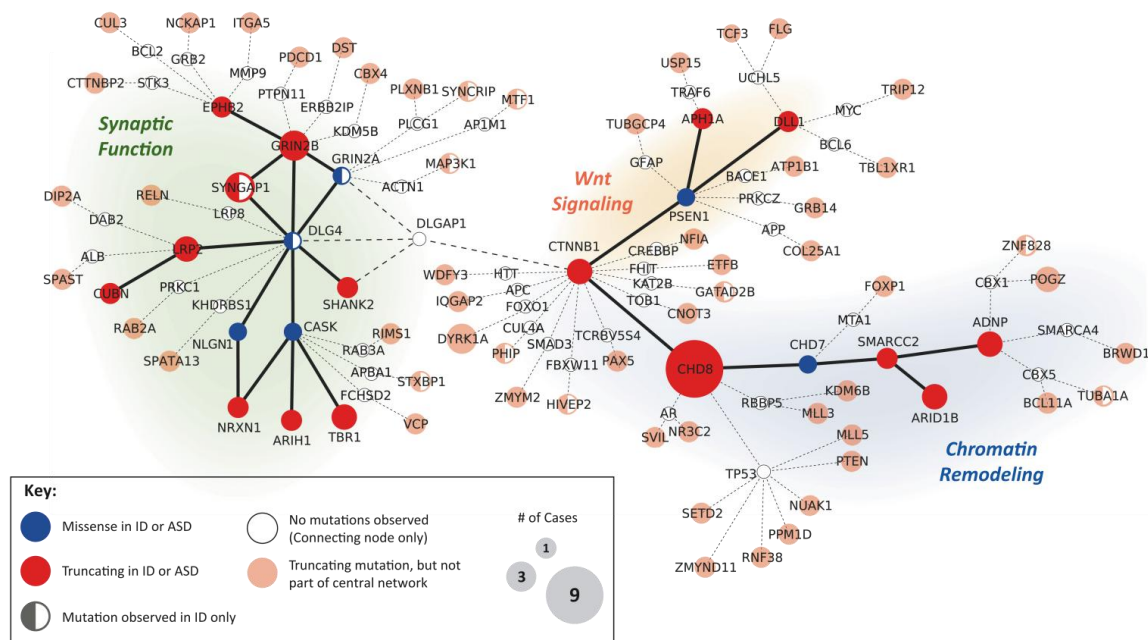 CUL3
NCKAP1
ITGA5
BCL2
GRB2
MMP9
PDCD1
DST
CBX4
CTTNBP2
STK3
EPHB2
PTPN11
ERBB2IP
KDM5B
PLXNB1
SYNCRIP
MTF1
PLCG1
AP1M1
Synaptic
Function
GRIN2B
GRIN2A
MAP3K1
ACTN1
SYNGAP1
DIP2A
RELN
LRP8
DAB2
DLG4
DLGAP1
ALB
LRP2
SPAST
CUBN
PRKC1
KHDRBS1
SHANK2
RAB2A
SPATA13
NLGN1
CASK
RIMS1
RAB3A
APBA1
STXBP1
FCHSD2
VCP
NRXN1
ARIH1
TBR1
TCF3
FLG
USP15
UCHL5
TRAF6
APH1A
DLL1
MYC
TRIP12
BCL6
TBL1XR1
TUBGCP4
GFAP
ATP1B1
BACE1
PRKCZ
GRB14
PSEN1
APP
COL25A1
Wnt
Signaling
CTNNB1
CREBBP
NFIA
FHIT
ETFB
KAT2B
GATAD2B
TOB1
CNOT3
WDFY3
HTT
APC
IQGAP2
FOXO1
CUL4A
DYRK1A
SMAD3
PHIP
TCRBV5S4
FBXW11
PAX5
ZMYM2
HIVEP2
ZNF828
CBX1
POGZ
FOXP1
MTA1
ADNP
SMARCA4
BRWD1
CHD7
SMARCC2
CHD8
CBX5
TUBA1A
BCL11A
ARID1B
KDM6B
RBBP5
MLL3
AR
SVIL
NR3C2
MLL5
PTEN
TP53
NUAK1
SETD2
PPM1D
RNF38
ZMYND11
Chromatin
Remodeling
Key:
Missense in ID or ASD
Truncating in ID or ASD
Mutation observed in ID only
No mutations observed
(Connecting node only)
Truncating mutation, but not
part of central network
# of Cases
1
3
9